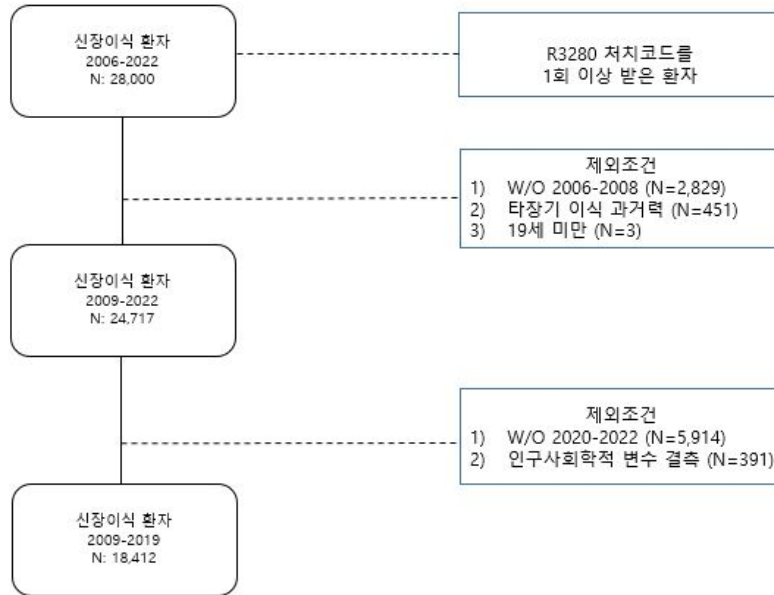 신장이식 환자
2006-2022
N: 28,000
R3280 처치코드를
1회 이상 받은 환자
제외조건
1) W/O 2006-2008 (N=2,829)
2) 타장기 이식 과거력 (N=451)
3) 19세 미만 (N=3)
신장이식 환자
2009-2022
N: 24,717
제외조건
1) W/O 2020-2022 (N=5,914)
2) 인구사회학적 변수 결측 (N=391)
신장이식 환자
2009-2019
N: 18,412